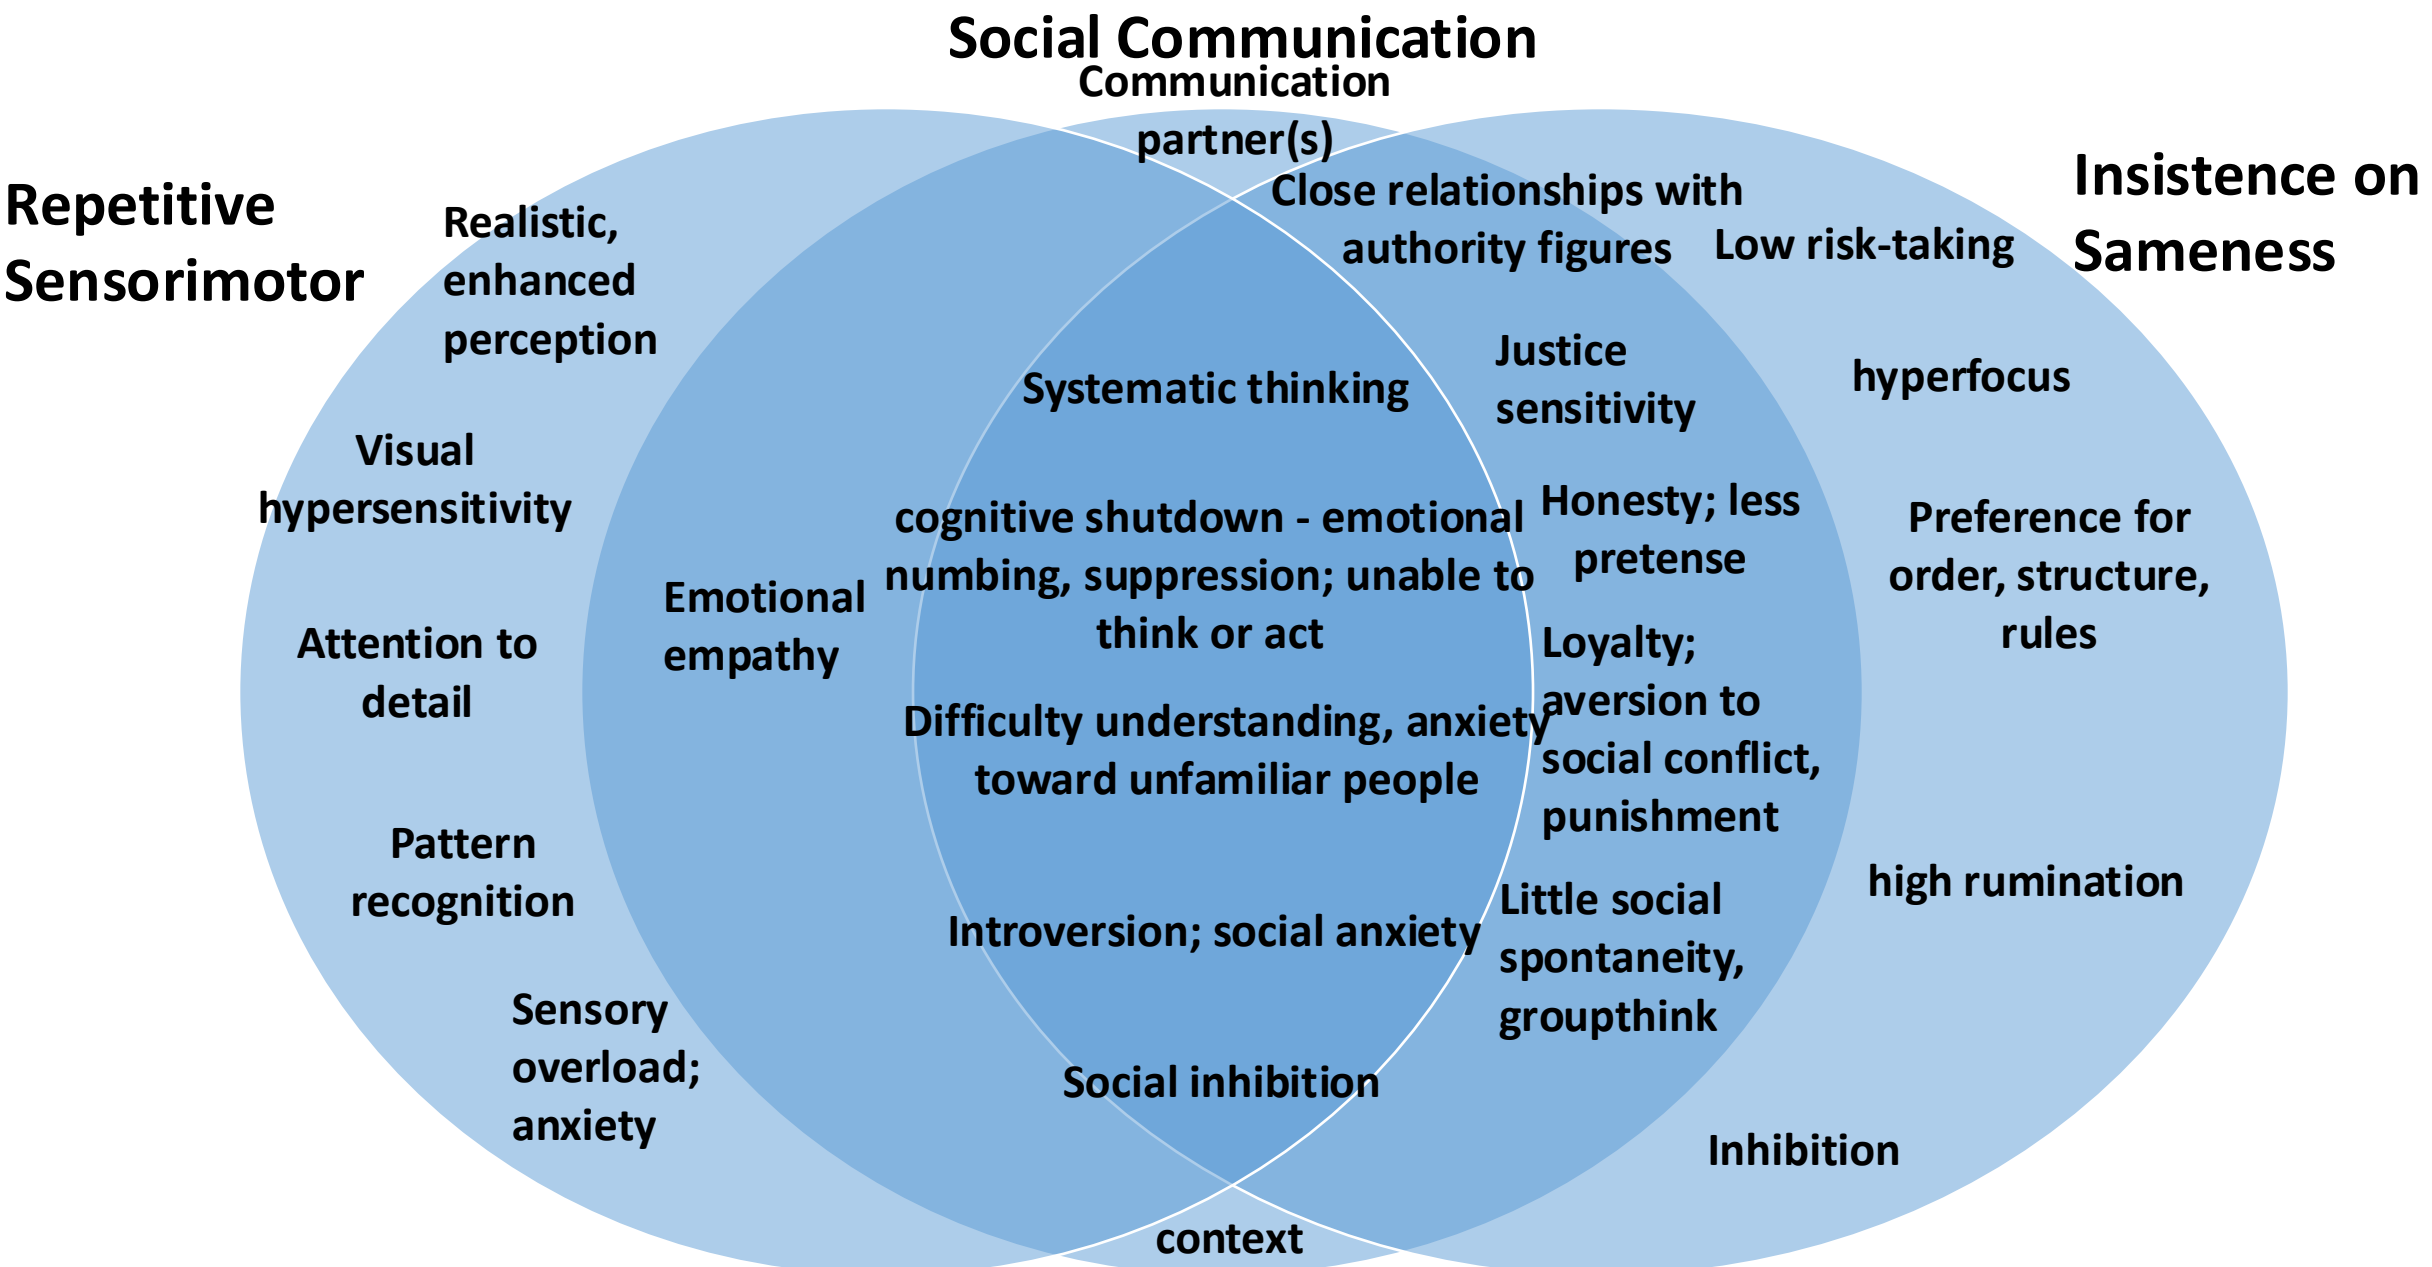 Social Communication
Communication
partner(s)
Repetitive
Sensorimotor
Insistence on
Sameness
Realistic,
enhanced
perception
Visual
hypersensitivity
Attention to
detail
Pattern
recognition
Sensory
overload;
anxiety
Emotional
empathy
Systematic thinking
cognitive shutdown - emotional
numbing, suppression; unable to
think or act
Difficulty understanding, anxiety
toward unfamiliar people
Introversion; social anxiety
Social inhibition
context
Close relationships with
authority figures
Justice
sensitivity
Honesty; less
pretense
Loyalty;
aversion to
social conflict,
punishment
Little social
spontaneity,
groupthink
Low risk-taking
hyperfocus
Preference for
order, structure,
rules
high rumination
Inhibition